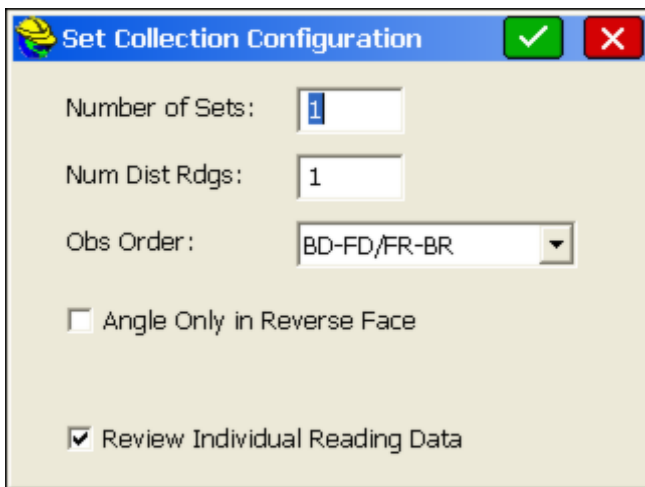 Set Collection Configuration
Number of Sets: 1
Num Dist Rdgs: 1
Obs Order: BD-FD/FR-BR
Angle Only in Reverse Face
Review Individual Reading Data